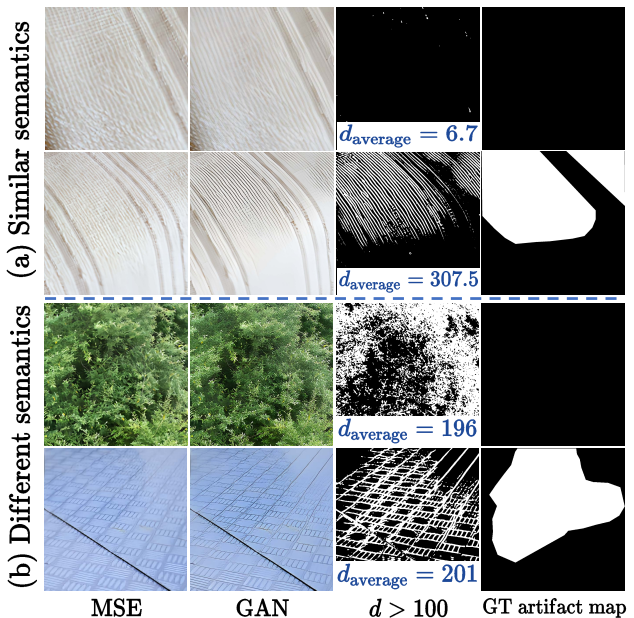 (a) Similar semantics
d_average = 6.7
d_average = 307.5
(b) Different semantics
d_average = 196
d_average = 201
MSE
GAN
d > 100
GT artifact map